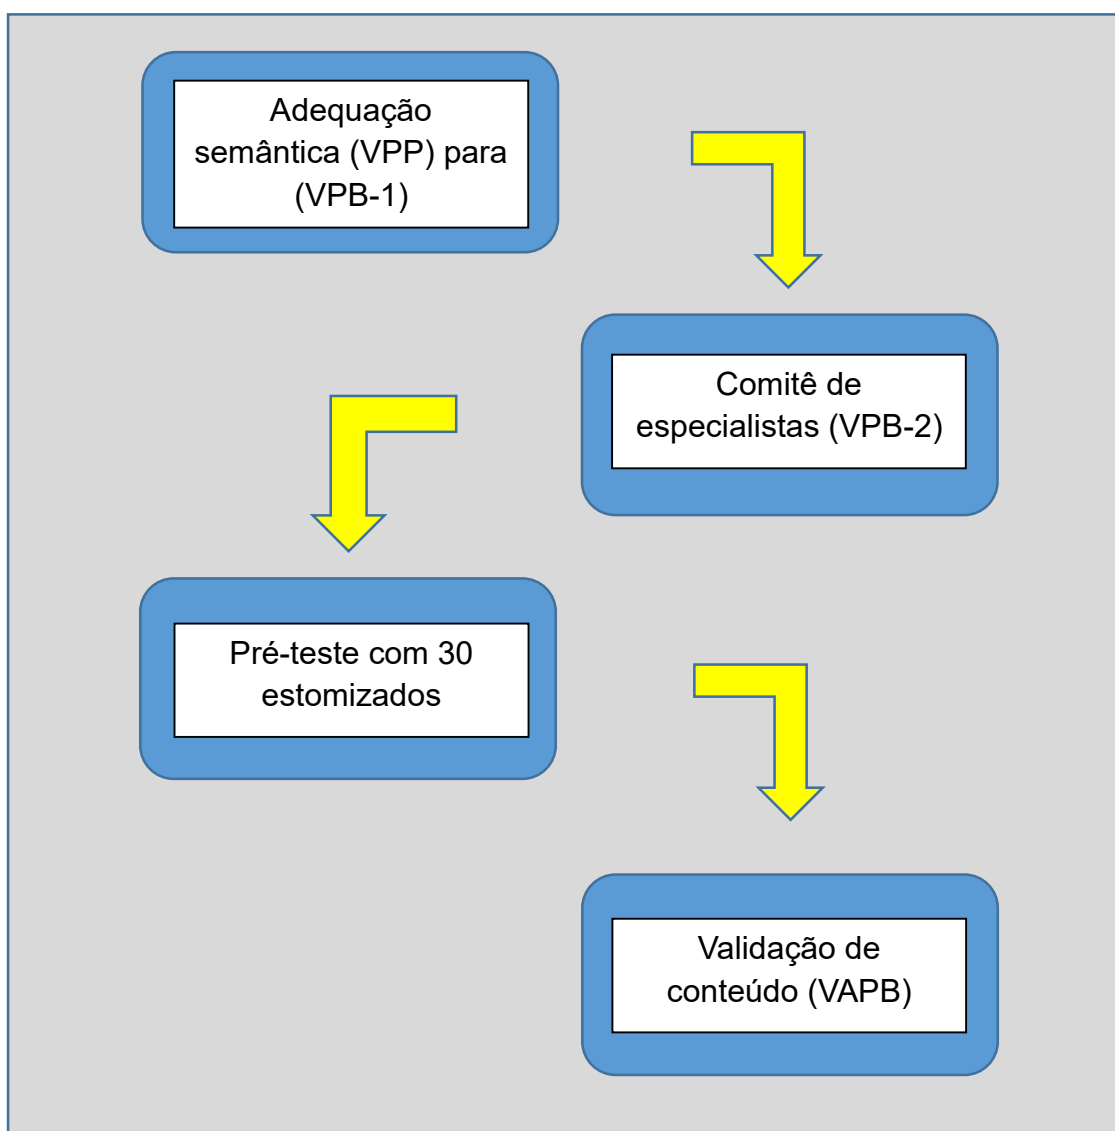 Adequação
semântica (VPP) para
(VPB-1)
Comitê de
especialistas (VPB-2)
Pré-teste com 30
estomizados
Validação de
conteúdo (VAPB)